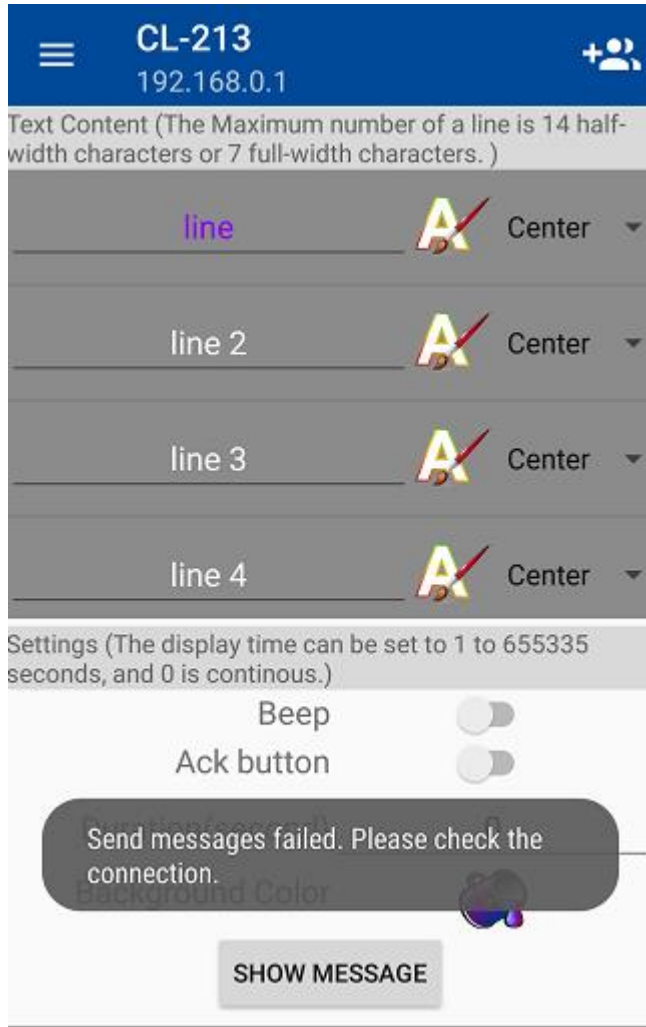 CL-213
192.168.0.1
Text Content (The Maximum number of a line is 14 half-
width characters or 7 full-width characters. )
line Center
line 2 Center
line 3 Center
line 4 Center
Settings (The display time can be set to 1 to 655335
seconds, and 0 is continous.)
Beep
Ack button
Duration(second) 0
Send messages failed. Please check the
connection.
Background Color
SHOW MESSAGE